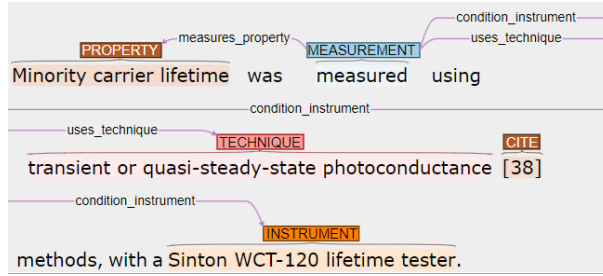 condition_instrument
measures_property uses_technique
PROPERTY MEASUREMENT
Minority carrier lifetime was measured using
condition_instrument
uses_technique
TECHNIQUE CITE
transient or quasi-steady-state photoconductance [38]
condition_instrument
INSTRUMENT
methods, with a Sinton WCT-120 lifetime tester.